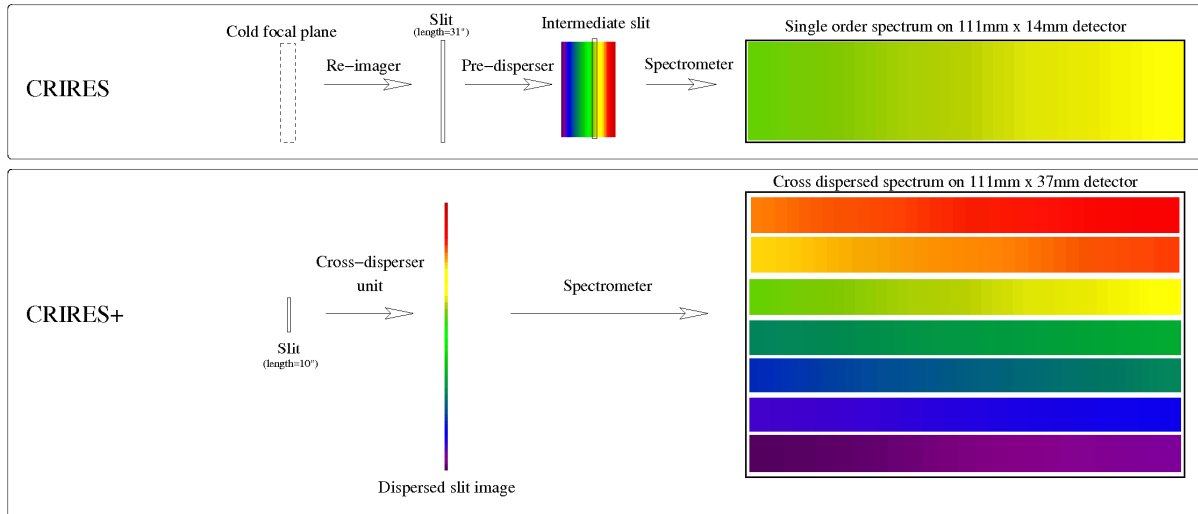 CRIRES
Cold focal plane
Re-imager
Slit
(length=31")
Pre-disperser
Intermediate slit
Spectrometer
Single order spectrum on 111mm x 14mm detector
CRIRES+
Slit
(length=10")
Cross-disperser
unit
Dispersed slit image
Spectrometer
Cross dispersed spectrum on 111mm x 37mm detector